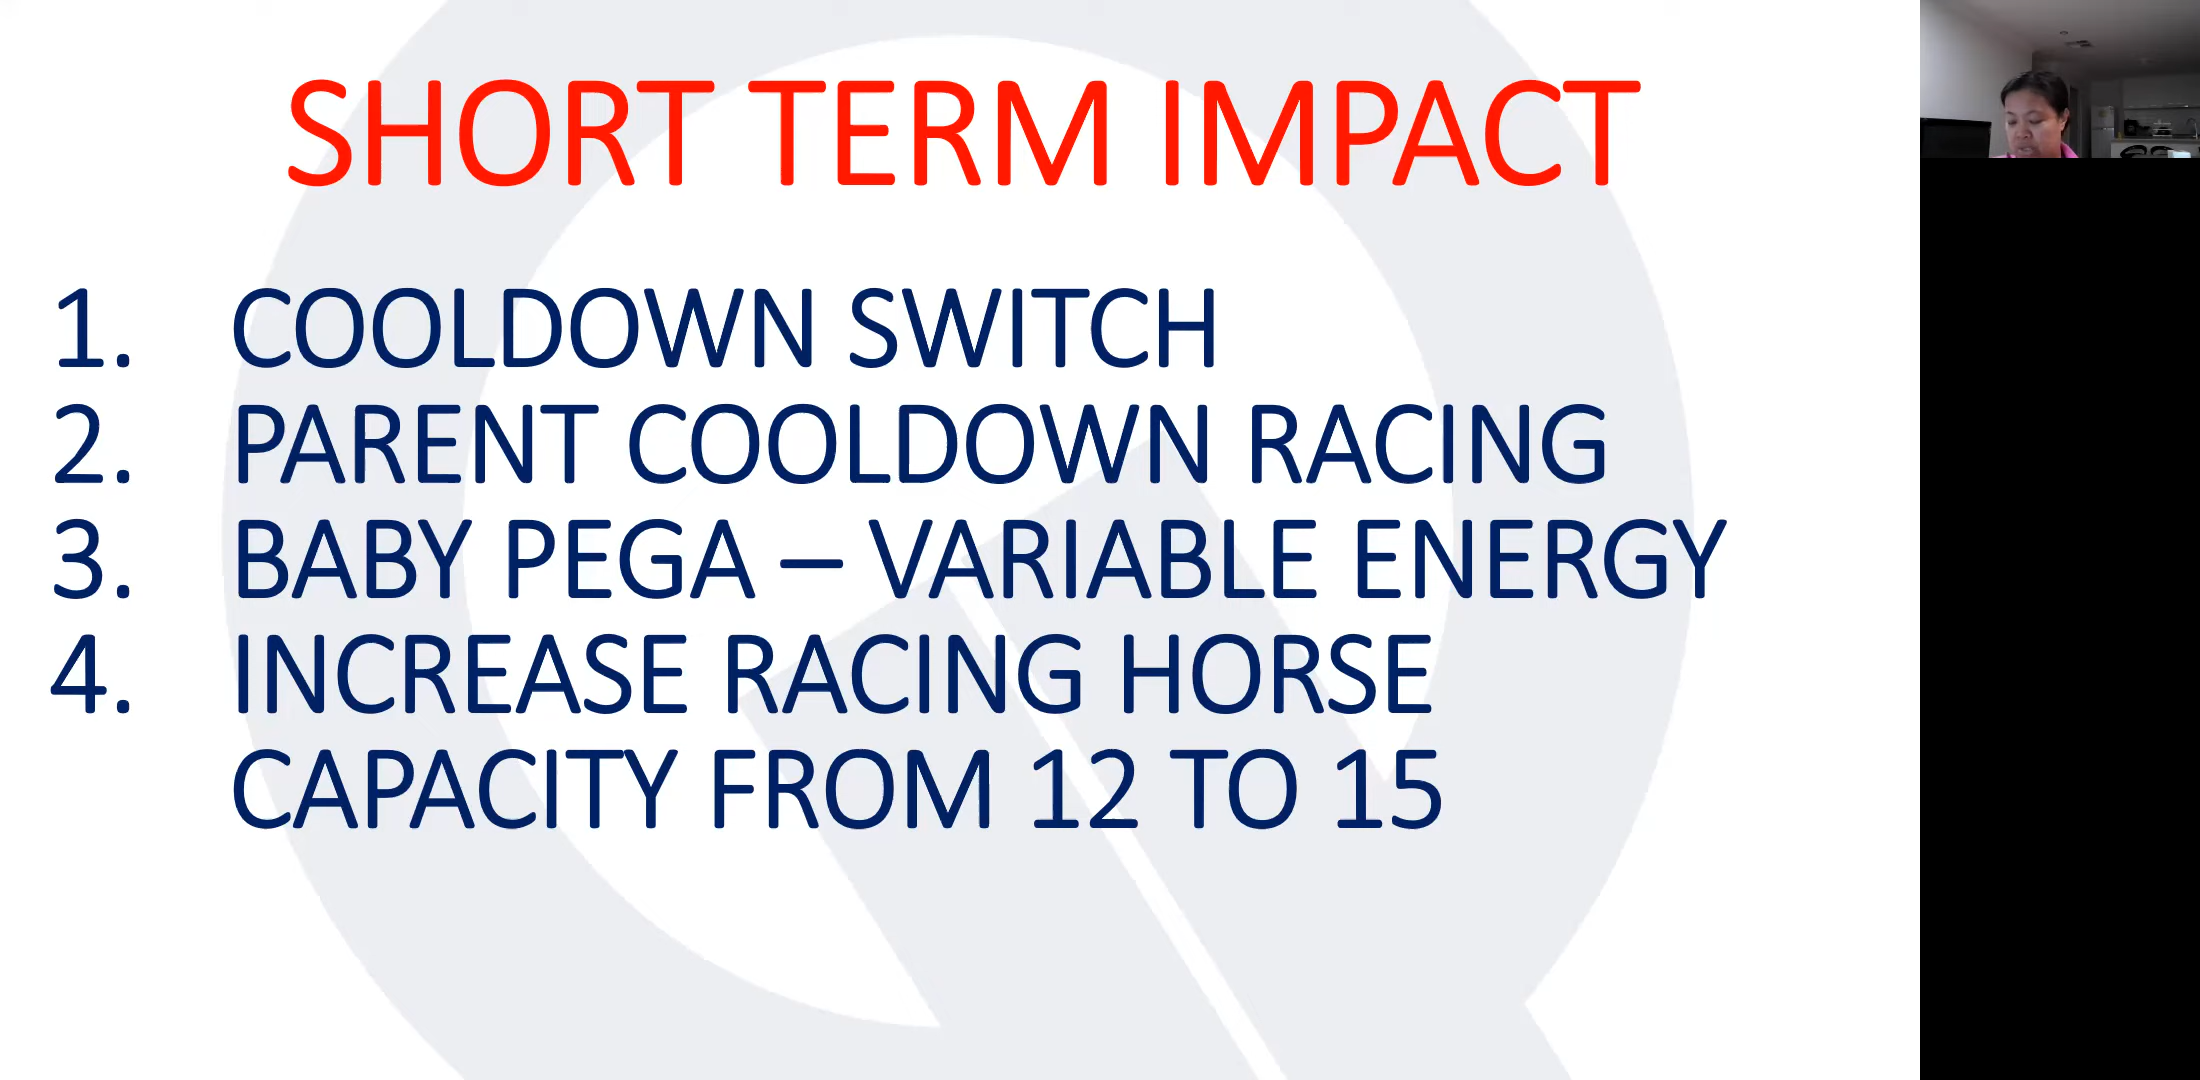 SHORT TERM IMPACT
1. COOLDOWN SWITCH
2. PARENT COOLDOWN RACING
3. BABY PEGA – VARIABLE ENERGY
4. INCREASE RACING HORSE
CAPACITY FROM 12 TO 15